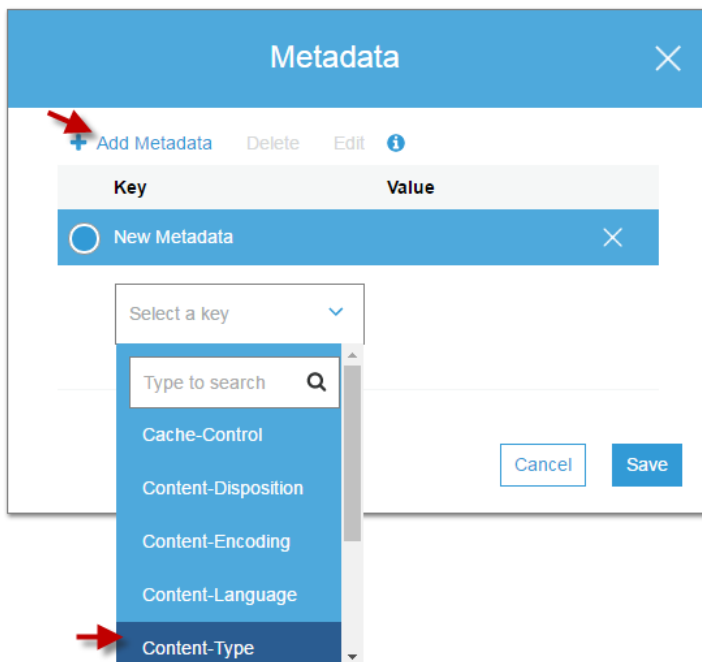 Metadata
Add Metadata Delete Edit
Key Value
New Metadata
Select a key
Type to search
Cache-Control
Content-Disposition
Content-Encoding
Cancel Save
Content-Language
Content-Type